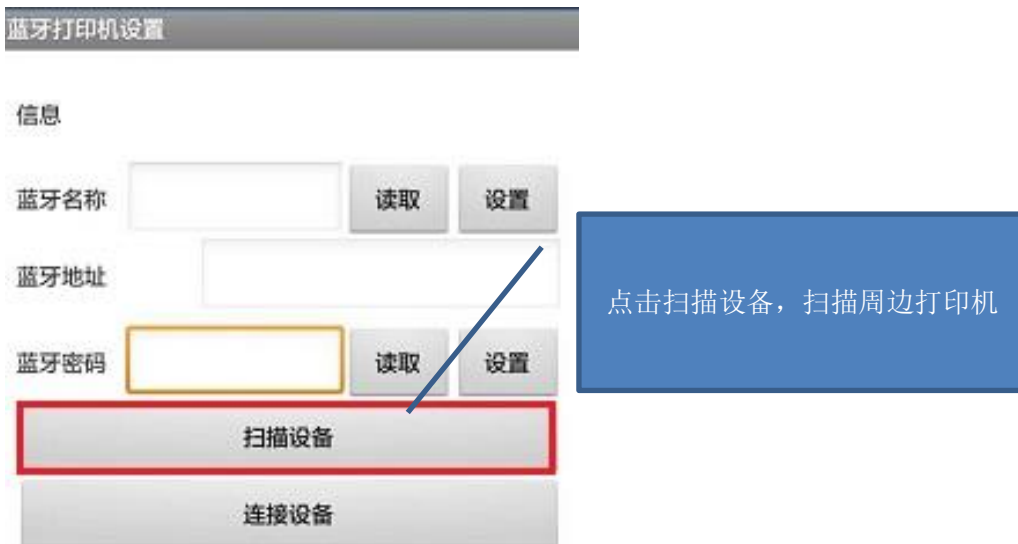 蓝牙打印机设置
信息
蓝牙名称 读取 设置
蓝牙地址
蓝牙密码 读取 设置
扫描设备
连接设备
点击扫描设备，扫描周边打印机